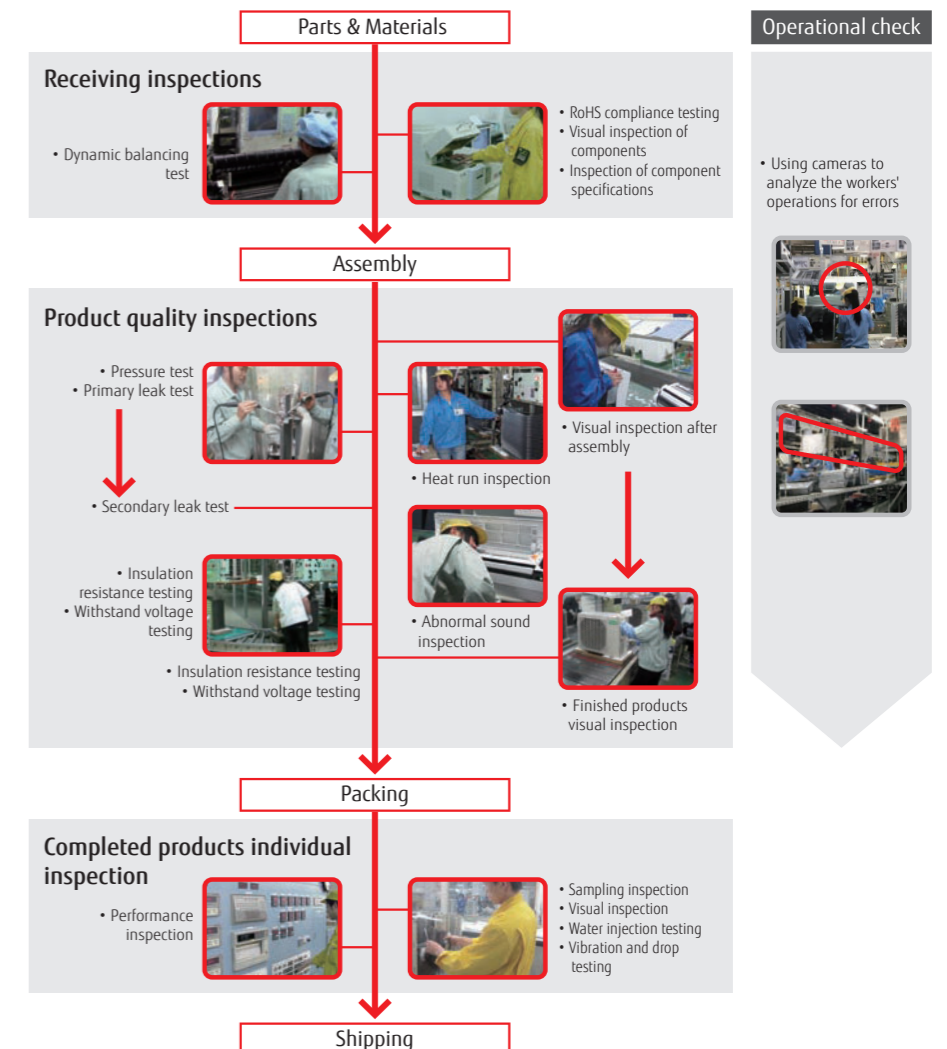 Parts & Materials
Operational check
Receiving inspections
• Dynamic balancing
test
• RoHS compliance testing
• Visual inspection of
components
• Inspection of component
specifications
• Using cameras to
analyze the workers'
operations for errors
Assembly
Product quality inspections
• Pressure test
• Primary leak test
• Heat run inspection
• Visual inspection after
assembly
• Secondary leak test
• Insulation
resistance testing
• Withstand voltage
testing
• Abnormal sound
inspection
• Insulation resistance testing
• Withstand voltage testing
• Finished products
visual inspection
Packing
Completed products individual
inspection
• Performance
inspection
• Sampling inspection
• Visual inspection
• Water injection testing
• Vibration and drop
testing
Shipping